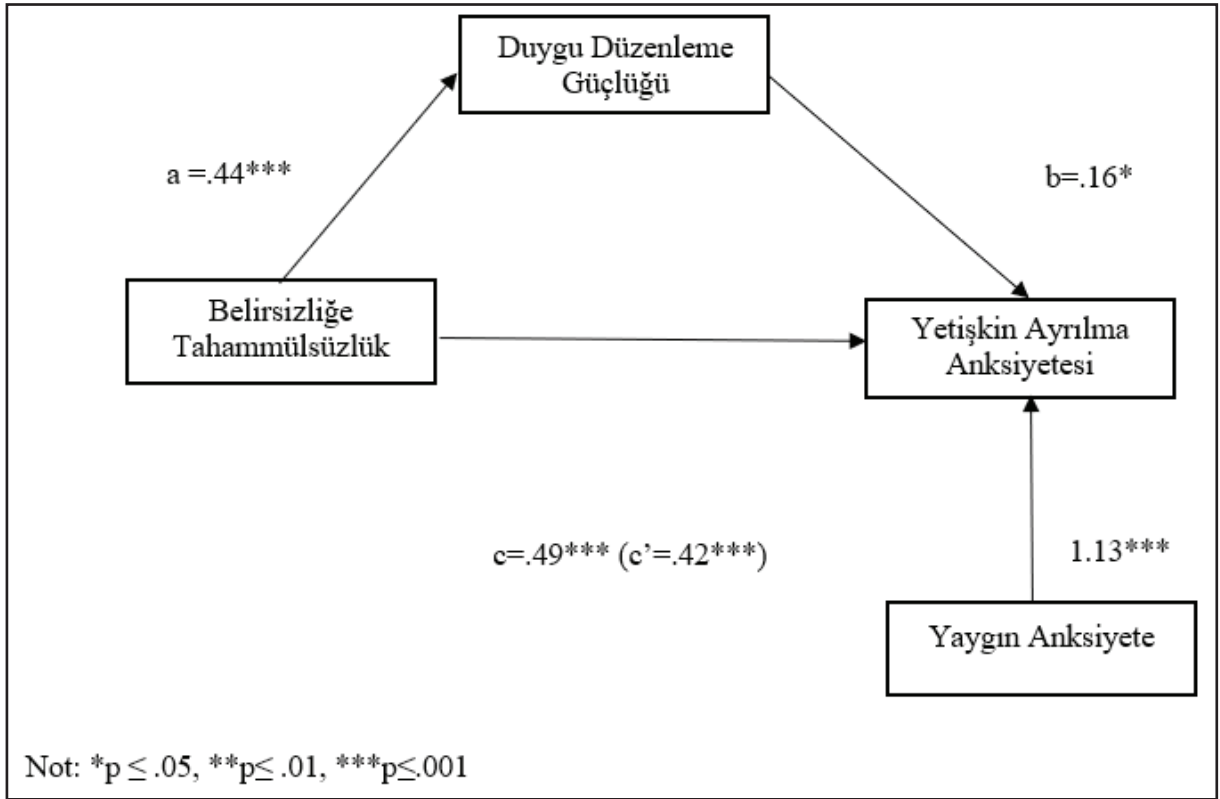 Duygu Düzenleme
Güçlüğü
a =.44***
b=.16*
Belirsizliğe
Tahammülsüzlük
Yetişkin Ayrılma
Anksiyetesi
c=.49*** (c’=.42***)
1.13***
Yaygın Anksiyete
Not: *p ≤ .05, **p≤ .01, ***p≤.001